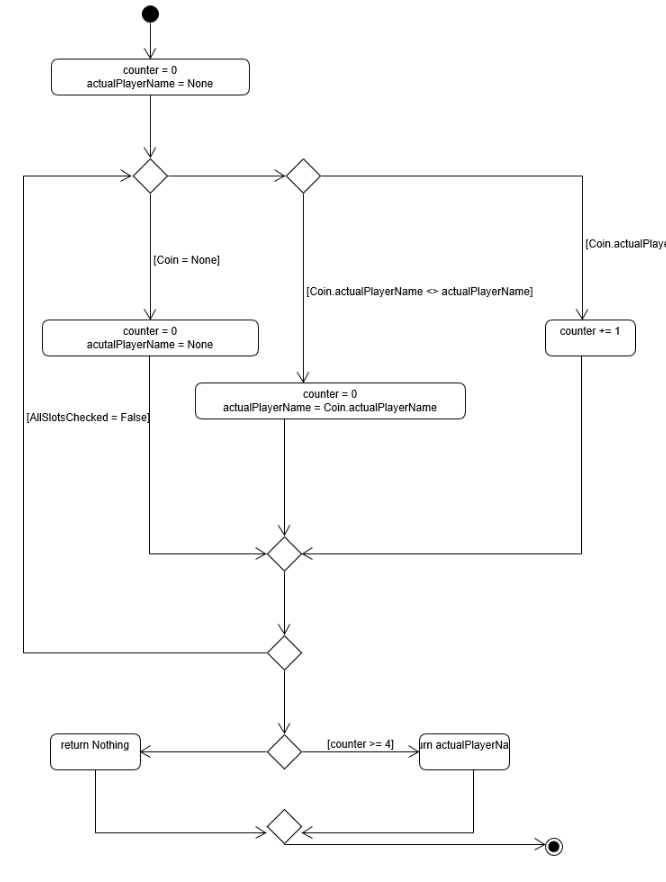 counter = 0
actualPlayerName = None
[Coin = None]
[Coin.actualPlayerName <> actualPlayerName]
[Coin.actualPlaye
counter = 0
acutalPlayerName = None
counter += 1
counter = 0
actualPlayerName = Coin.actualPlayerName
[AllSlotsChecked = False]
return Nothing
[counter >= 4]
urn actualPlayerNa